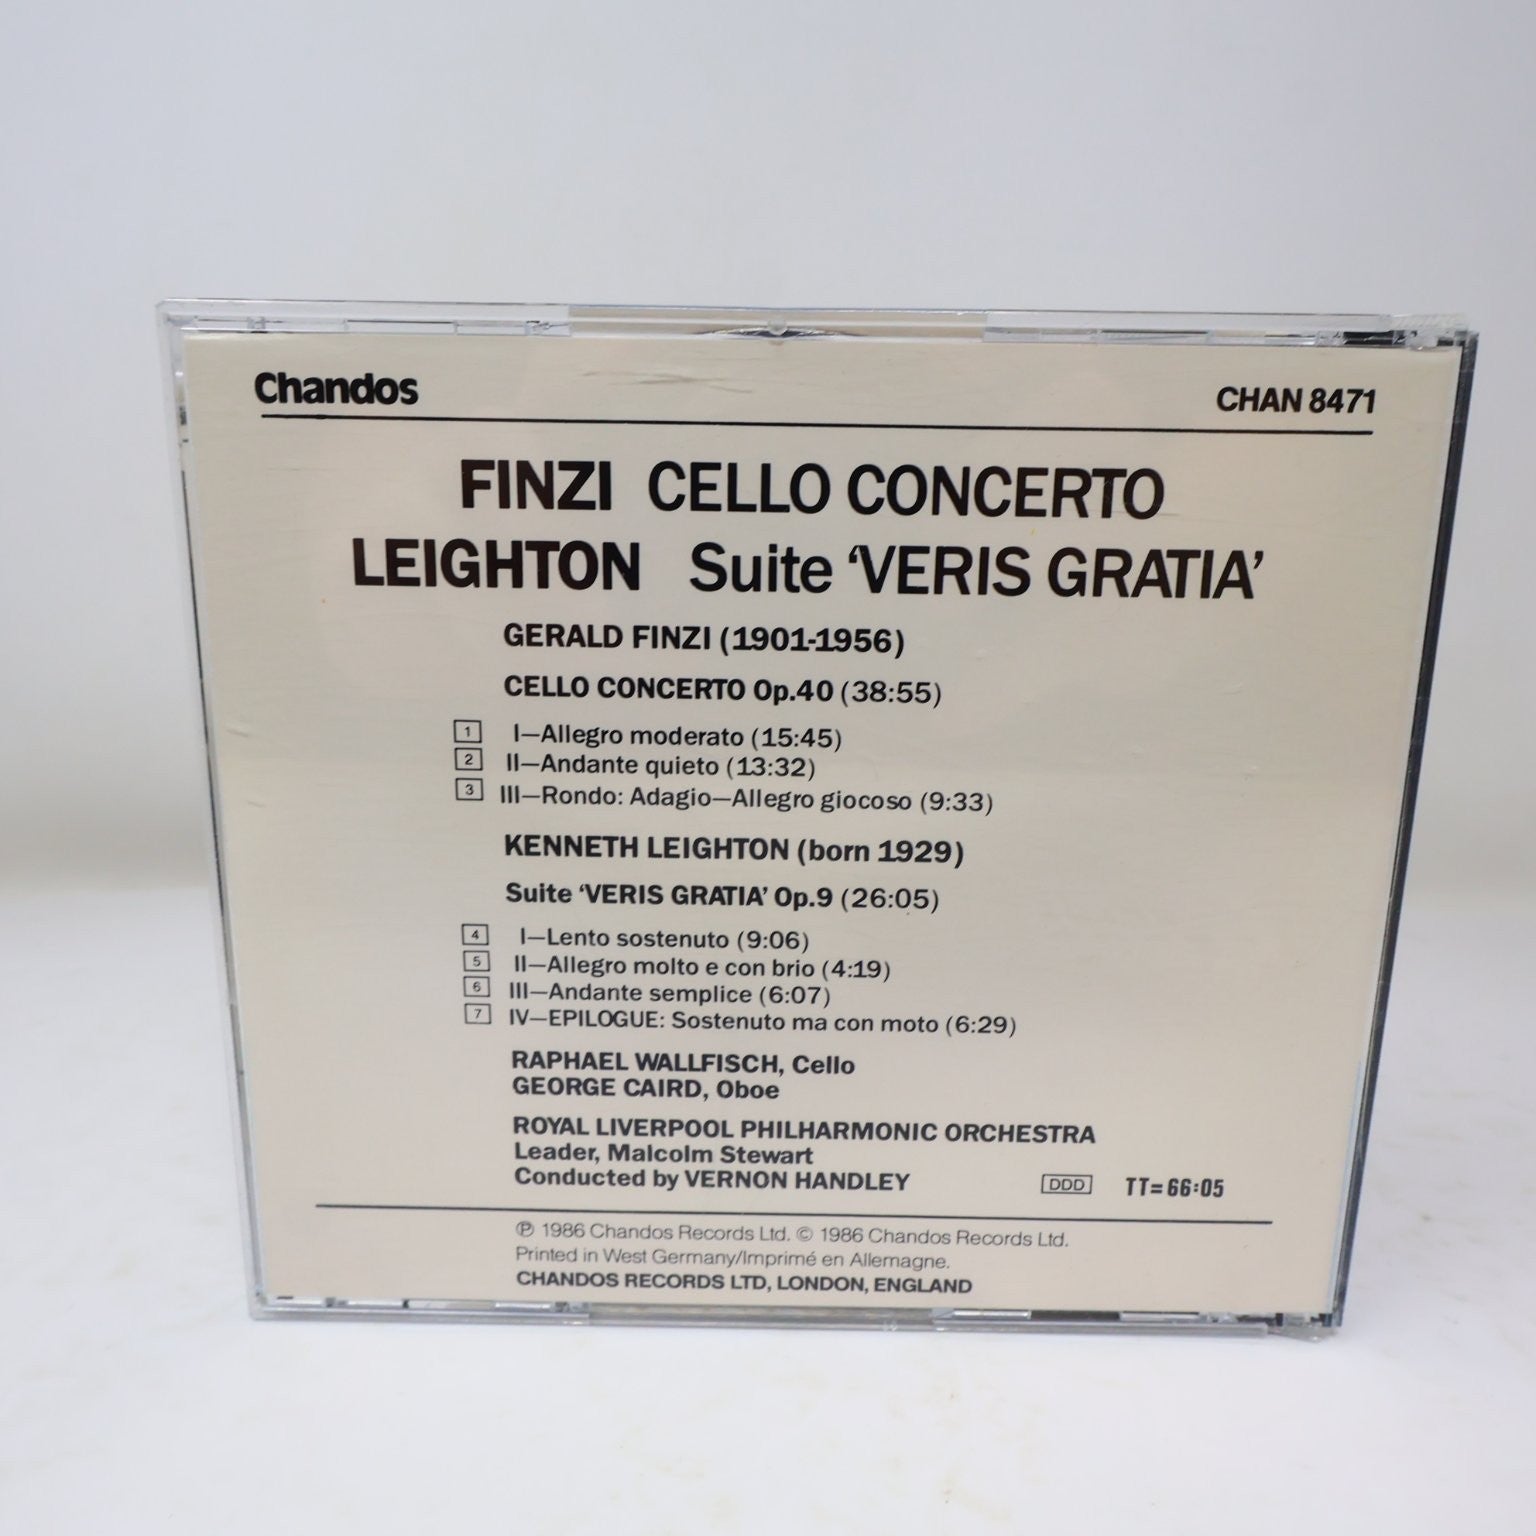 Chandos
CHAN 8471
FINZI CELLO CONCERTO
LEIGHTON Suite ‘VERIS GRATIA’
GERALD FINZI (1901-1956)
CELLO CONCERTO Op.40 (38:55)
1 I—Allegro moderato (15:45)
2 II—Andante quieto (13:32)
3 III—Rondo: Adagio—Allegro giocoso (9:33)
KENNETH LEIGHTON (born 1929)
Suite ‘VERIS GRATIA’ Op.9 (26:05)
4 I—Lento sostenuto (9:06)
5 II—Allegro molto e con brio (4:19)
6 III—Andante semplice (6:07)
7 IV—EPILOGUE: Sostenuto ma con moto (6:29)
RAPHAEL WALLFISCH, Cello
GEORGE CAIRD, Oboe
ROYAL LIVERPOOL PHILHARMONIC ORCHESTRA
Leader, Malcolm Stewart
Conducted by VERNON HANDLEY
DDD TT= 66:05
℗ 1986 Chandos Records Ltd. © 1986 Chandos Records Ltd.
Printed in West Germany/Imprimé en Allemagne.
CHANDOS RECORDS LTD, LONDON, ENGLAND